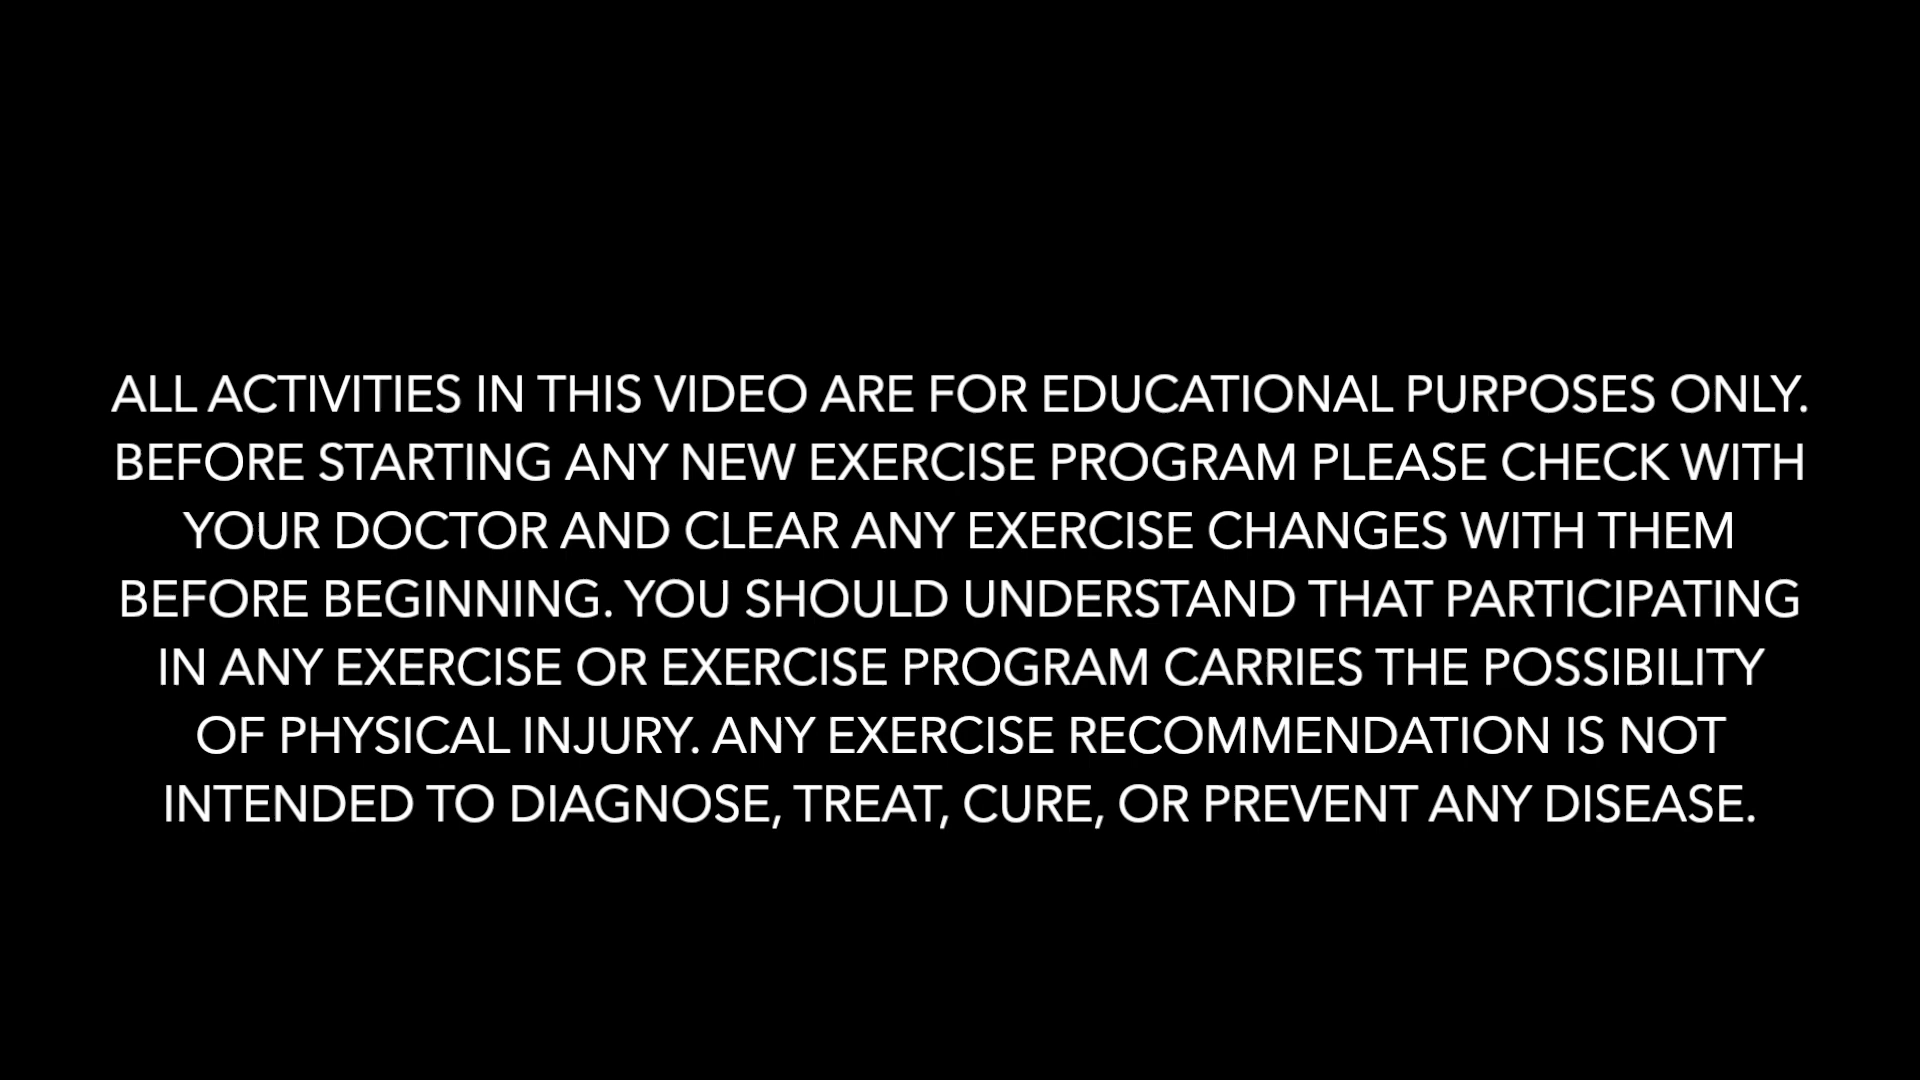 ALL ACTIVITIES IN THIS VIDEO ARE FOR EDUCATIONAL PURPOSES ONLY.
BEFORE STARTING ANY NEW EXERCISE PROGRAM PLEASE CHECK WITH
YOUR DOCTOR AND CLEAR ANY EXERCISE CHANGES WITH THEM
BEFORE BEGINNING. YOU SHOULD UNDERSTAND THAT PARTICIPATING
IN ANY EXERCISE OR EXERCISE PROGRAM CARRIES THE POSSIBILITY
OF PHYSICAL INJURY. ANY EXERCISE RECOMMENDATION IS NOT
INTENDED TO DIAGNOSE, TREAT, CURE, OR PREVENT ANY DISEASE.